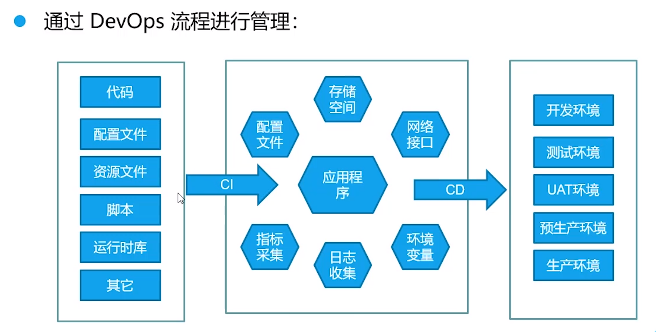 通过 DevOps 流程进行管理：
代码
配置文件
资源文件
脚本
运行时库
其它
CI
存储
空间
配置
文件
网络
接口
应用程
序
指标
采集
日志
收集
环境
变量
CD
开发环境
测试环境
UAT环境
预生产环境
生产环境